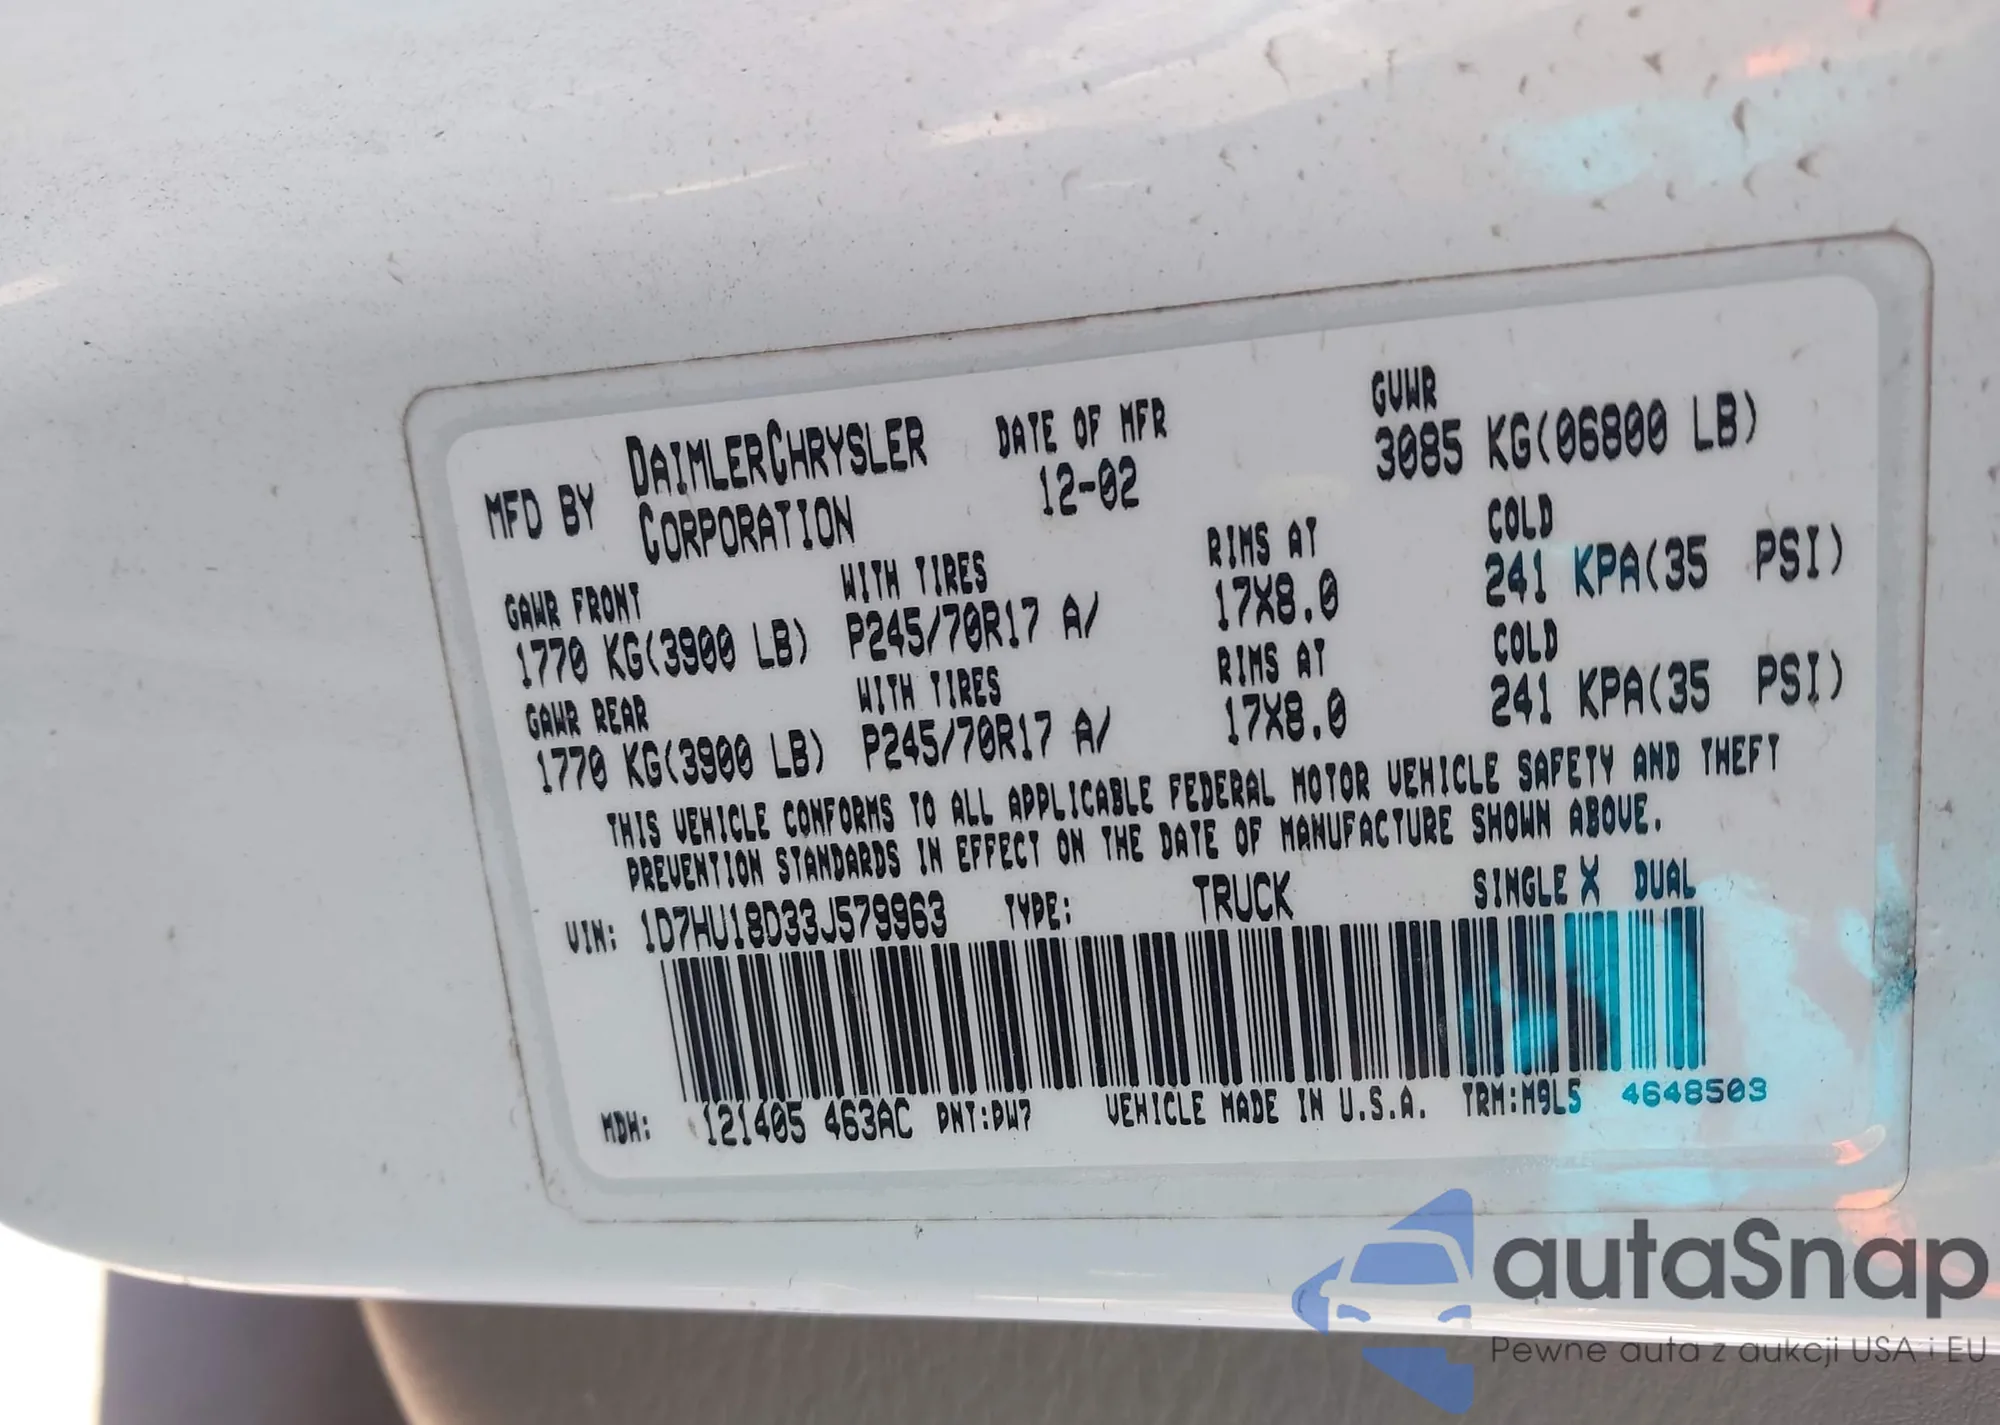 MFD BY DAIMLERCHRYSLER CORPORATION DATE OF MFR 12-02 GVWR 3085 KG(06800 LB)
GAWR FRONT WITH TIRES RIMS AT COLD
1770 KG(3900 LB) P245/70R17 A/ 17X8.0 241 KPA(35 PSI)
GAWR REAR WITH TIRES RIMS AT COLD
1770 KG(3900 LB) P245/70R17 A/ 17X8.0 241 KPA(35 PSI)
THIS VEHICLE CONFORMS TO ALL APPLICABLE FEDERAL MOTOR VEHICLE SAFETY AND THEFT
PREVENTION STANDARDS IN EFFECT ON THE DATE OF MANUFACTURE SHOWN ABOVE.
VIN: 1D7HU18D33J579963 TYPE: TRUCK SINGLE X DUAL
MDH: 121405 463AC PNT:PW7 VEHICLE MADE IN U.S.A. TRM:M9L5 4648503
autaSnap
Pewne auta z aukcji USA i EU